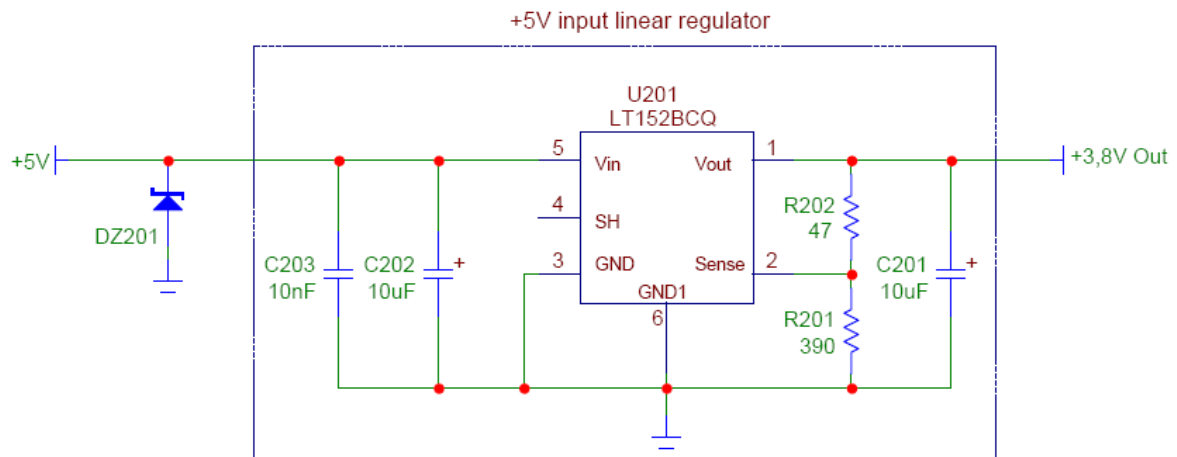 +5V input linear regulator
U201
LT152BCQ
+5V
5
Vin
Vout
1
+3,8V Out
4
SH
R202
47
DZ201
3
GND
Sense
2
C203
10nF
C202
10uF
+
GND1
6
C201
10uF
+
R201
390